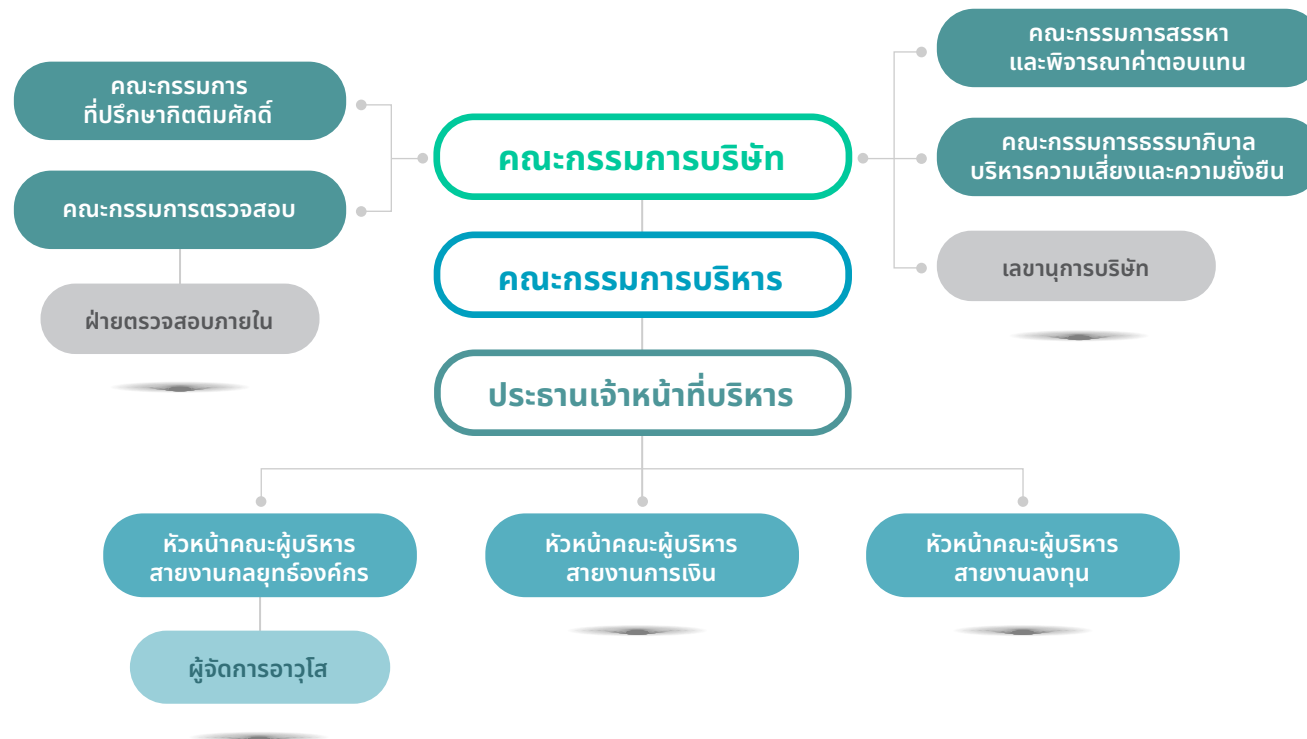 คณะกรรมการสรรหา
และพิจารณาค่าตอบแทน
คณะกรรมการ
ที่ปรึกษากิตติมศักดิ์
คณะกรรมการบริษัท
คณะกรรมการธรรมาภิบาล
บริหารความเสี่ยงและความยั่งยืน
คณะกรรมการตรวจสอบ
คณะกรรมการบริหาร
เลขานุการบริษัท
ฝ่ายตรวจสอบภายใน
ประธานเจ้าหน้าที่บริหาร
หัวหน้าคณะผู้บริหาร
สายงานกลยุทธ์องค์กร
หัวหน้าคณะผู้บริหาร
สายงานการเงิน
หัวหน้าคณะผู้บริหาร
สายงานลงทุน
ผู้จัดการอาวุโส